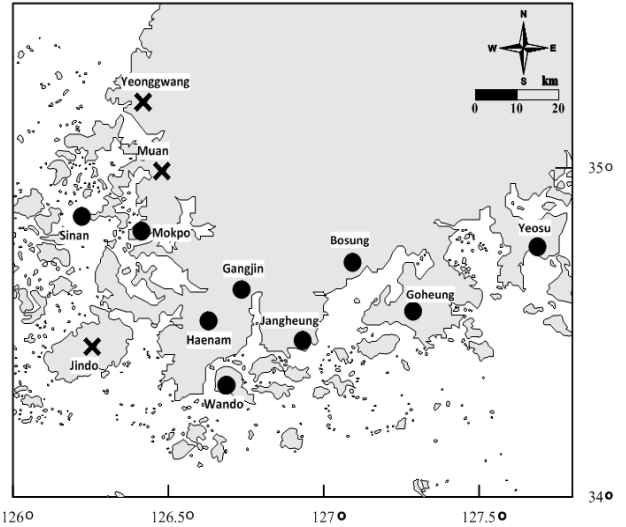 N
W E
S
km
0 10 20
Yeonggwang
Muan
35°
Sinan
Mokpo
Yeosu
Bosung
Gangjin
Goheung
Jangheung
Haenam
Jindo
Wando
34°
126° 126.5° 127° 127.5°